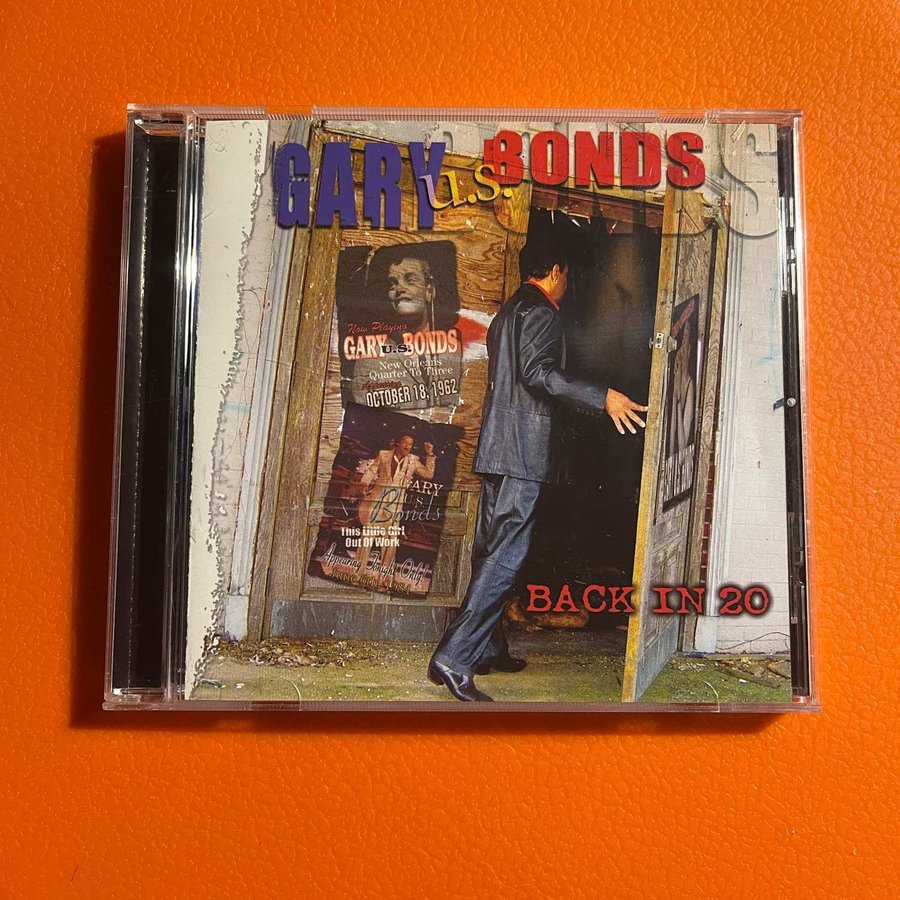 GARY u.s. BONDS
Now Playing
GARY U.S. BONDS
New Orleans
Quarter To Three
OCTOBER 18, 1962
GARY
U.S.
Bonds
This Little Girl
Out Of Work
Appearing Tonight Only!
BACK IN 20